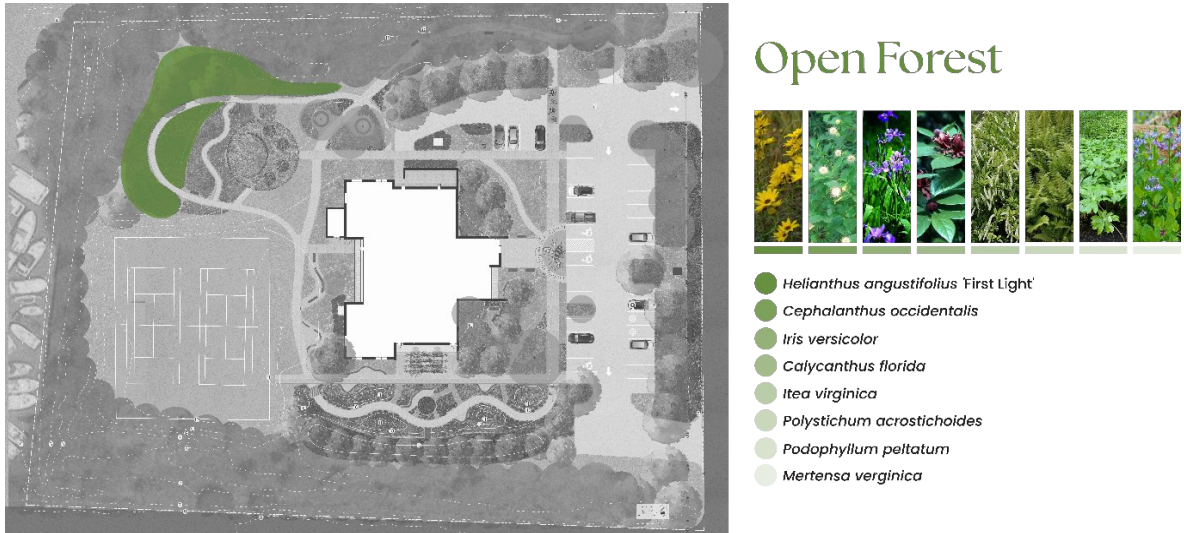 Open Forest
Helianthus angustifolius 'First Light'
Cephalanthus occidentalis
Iris versicolor
Calycanthus florida
Itea virginica
Polystichum acrostichoides
Podophyllum peltatum
Mertensa verginica